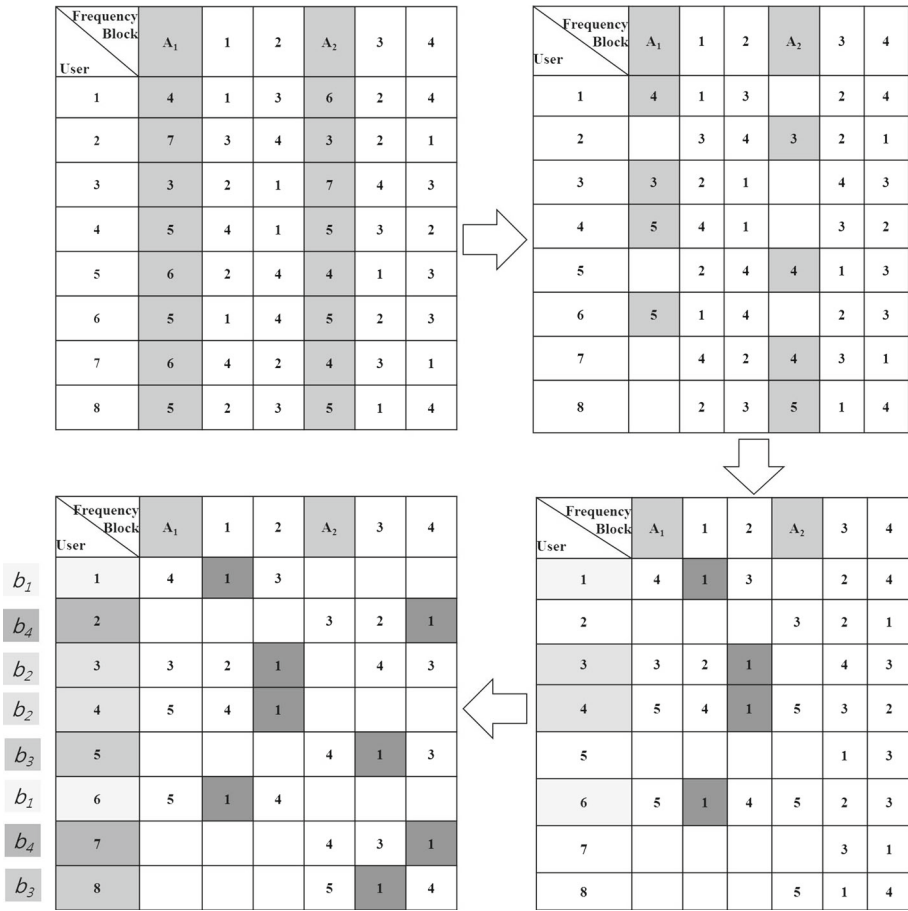 Frequency Block User A1 1 2 A2 3 4
1 4 1 3 6 2 4
2 7 3 4 3 2 1
3 3 2 1 7 4 3
4 5 4 1 5 3 2
5 6 2 4 4 1 3
6 5 1 4 5 2 3
7 6 4 2 4 3 1
8 5 2 3 5 1 4
Frequency Block User A1 1 2 A2 3 4
1 4 1 3 2 4
2 3 4 3 2 1
3 3 2 1 4 3
4 5 4 1 3 2
5 2 4 4 1 3
6 5 1 4 2 3
7 4 2 4 3 1
8 2 3 5 1 4
Frequency Block User A1 1 2 A2 3 4
b1 1 4 1 3
b4 2 3 2 1
b2 3 3 2 1 4 3
b2 4 5 4 1
b3 5 4 1 3
b1 6 5 1 4
b4 7 4 3 1
b3 8 5 1 4
Frequency Block User A1 1 2 A2 3 4
1 4 1 3 2 4
2 3 2 1
3 3 2 1 4 3
4 5 4 1 5 3 2
5 1 3
6 5 1 4 5 2 3
7 3 1
8 5 1 4